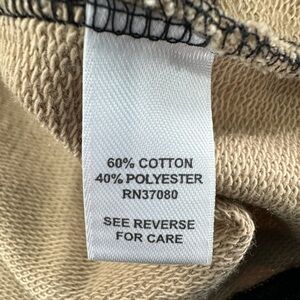 60% COTTON
40% POLYESTER
RN37080
SEE REVERSE
FOR CARE